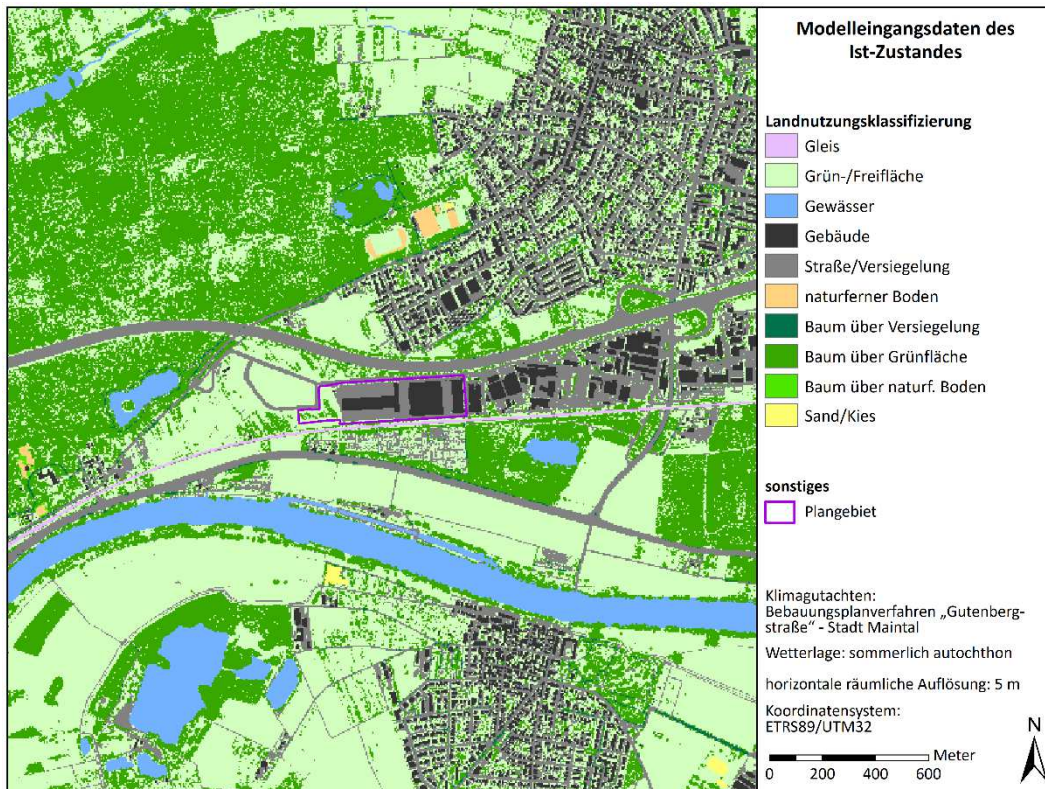 Modelleingangsdaten des
Ist-Zustandes
Landnutzungsklassifizierung
Gleis
Grün-/Freifläche
Gewässer
Gebäude
Straße/Versiegelung
naturferner Boden
Baum über Versiegelung
Baum über Grünfläche
Baum über naturf. Boden
Sand/Kies
sonstiges
Plangebiet
Klimagutachten:
Bebauungsplanverfahren „Gutenberg-
straße“ - Stadt Maintal
Wetterlage: sommerlich autochthon
horizontale räumliche Auflösung: 5 m
Koordinatensystem:
ETRS89/UTM32
N
Meter
0 200 400 600